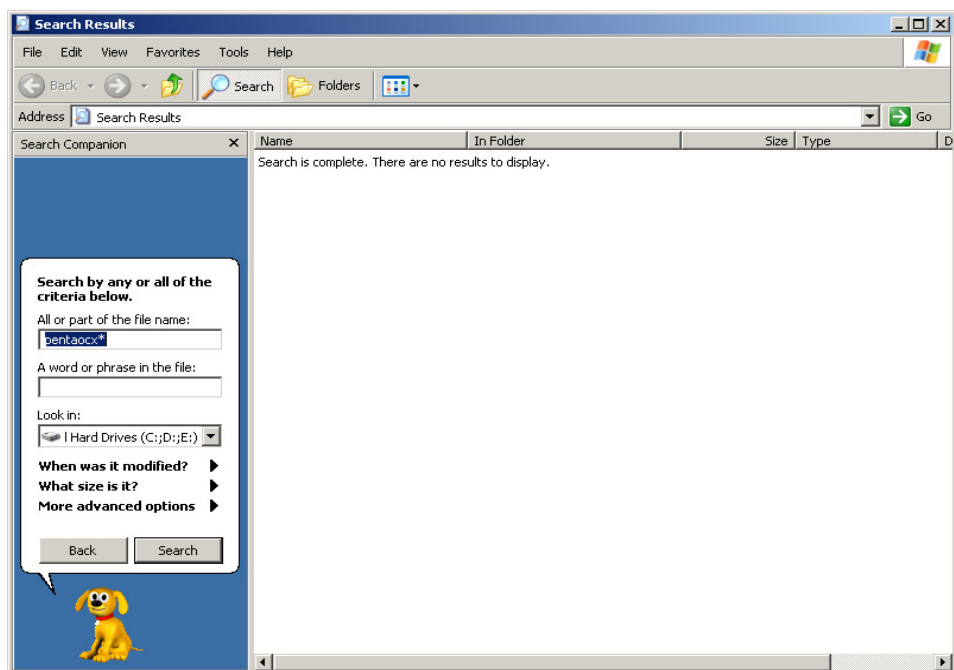 Search Results
File Edit View Favorites Tools Help
Back Search Folders
Address Search Results Go
Search Companion
Name In Folder Size Type D
Search is complete. There are no results to display.
Search by any or all of the
criteria below.
All or part of the file name:
pentaocx*
A word or phrase in the file:
Look in:
l Hard Drives (C:;D:;E:)
When was it modified?
What size is it?
More advanced options
Back Search